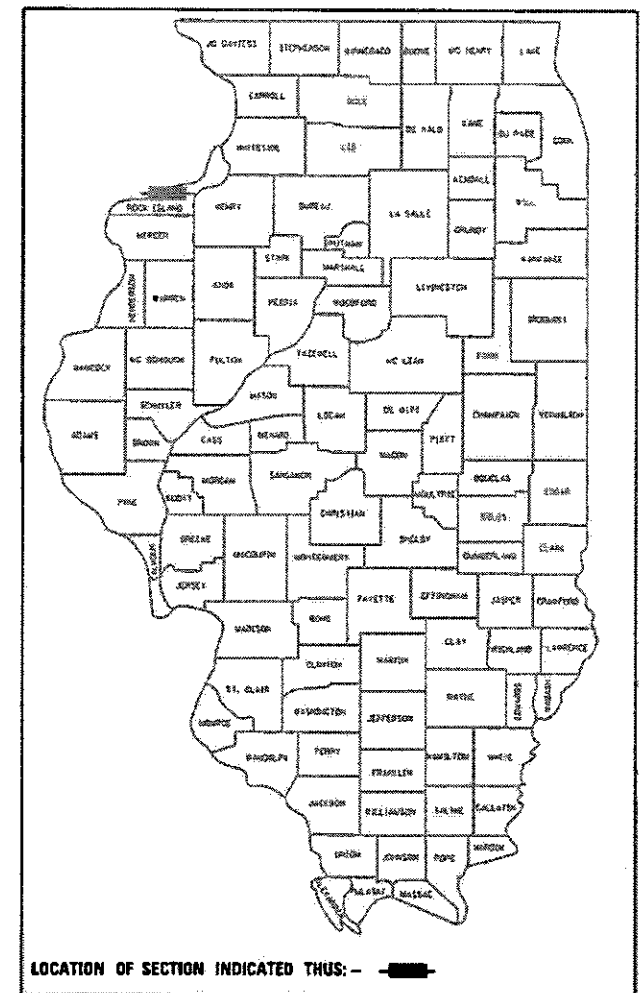 JO DAVIESS STEPHENSON WINNEBAGO BOONE MC HENRY LAKE
CARROLL OGLE DE KALB KANE DU PAGE COOK
WHITESIDE LEE KENDALL WILL
ROCK ISLAND HENRY BUREAU LA SALLE GRUNDY
MERCER PUTNAM KANKAKEE
STARK MARSHALL
HENDERSON WARREN KNOX PEORIA WOODFORD LIVINGSTON IROQUOIS
HANCOCK MC DONOUGH FULTON TAZEWELL MC LEAN FORD
MASON
SCHUYLER LOGAN DE WITT CHAMPAIGN VERMILION
ADAMS BROWN CASS MENARD PIATT
MACON
MORGAN SANGAMON DOUGLAS
PIKE SCOTT MOULTRIE EDGAR
CHRISTIAN COLES
GREENE SHELBY
CALHOUN MACOUPIN MONTGOMERY CUMBERLAND CLARK
JERSEY
FAYETTE EFFINGHAM JASPER CRAWFORD
MADISON BOND
CLAY RICHLAND LAWRENCE
CLINTON MARION
ST. CLAIR WAYNE EDWARDS WABASH
WASHINGTON JEFFERSON
MONROE
RANDOLPH PERRY HAMILTON WHITE
FRANKLIN
JACKSON WILLIAMSON SALINE GALLATIN
UNION JOHNSON POPE HARDIN
ALEXANDER PULASKI MASSAC
LOCATION OF SECTION INDICATED THUS: -